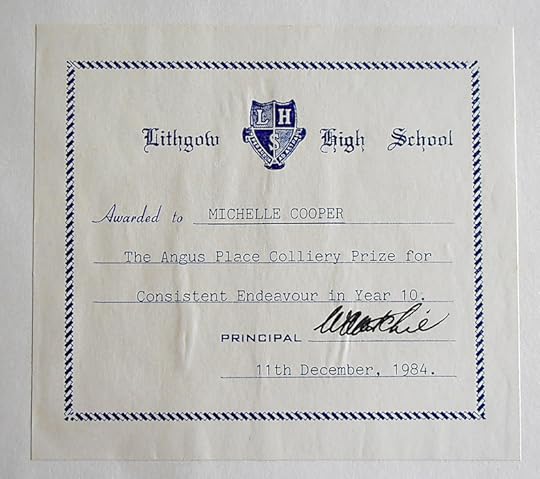 Lithgow High School
L H
S
Awarded to MICHELLE COOPER
The Angus Place Colliery Prize for
Consistent Endeavour in Year 10.
PRINCIPAL
11th December, 1984.